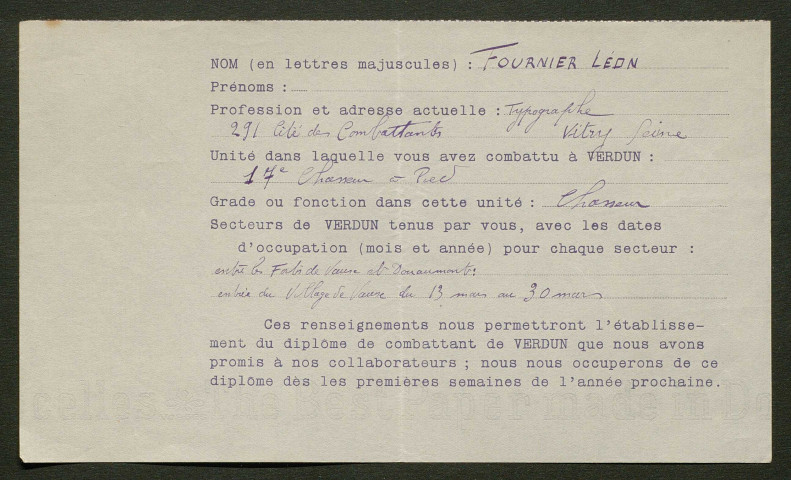 NOM (en lettres majuscules) : FOURNIER LÉON
Prénoms :
Profession et adresse actuelle : Typographe
291 Cité des Combattants Vitry Seine
Unité dans laquelle vous avez combattu à VERDUN :
17e Chasseur a Pied
Grade ou fonction dans cette unité : Chasseur
Secteurs de VERDUN tenus par vous, avec les dates
d'occupation (mois et année) pour chaque secteur :
entre les Forts de Vaux et Douaumont :
entrée du Village de Vaux du 13 mars au 30 mars
Ces renseignements nous permettront l'établisse-
ment du diplôme de combattant de VERDUN que nous avons
promis à nos collaborateurs ; nous nous occuperons de ce
diplôme dès les premières semaines de l'année prochaine.